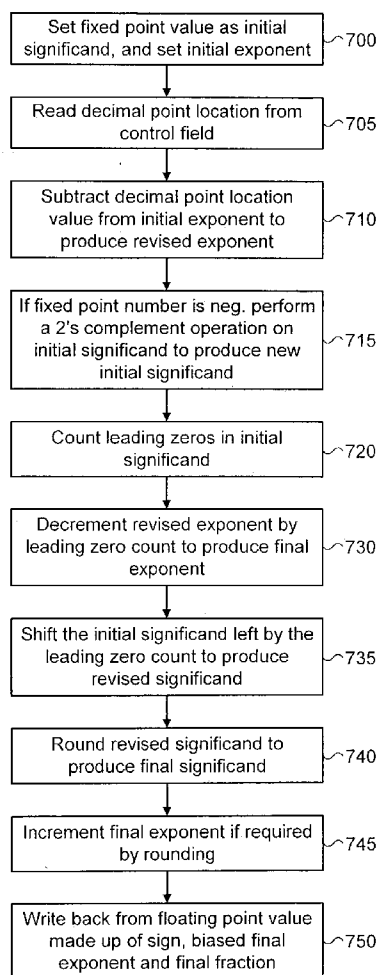 Set fixed point value as initial
significand, and set initial exponent
700
Read decimal point location from
control field
705
Subtract decimal point location
value from initial exponent to
produce revised exponent
710
If fixed point number is neg. perform
a 2's complement operation on
initial significand to produce new
initial significand
715
Count leading zeros in initial
significand
720
Decrement revised exponent by
leading zero count to produce final
exponent
730
Shift the initial significand left by the
leading zero count to produce
revised significand
735
Round revised significand to
produce final significand
740
Increment final exponent if required
by rounding
745
Write back from floating point value
made up of sign, biased final
exponent and final fraction
750